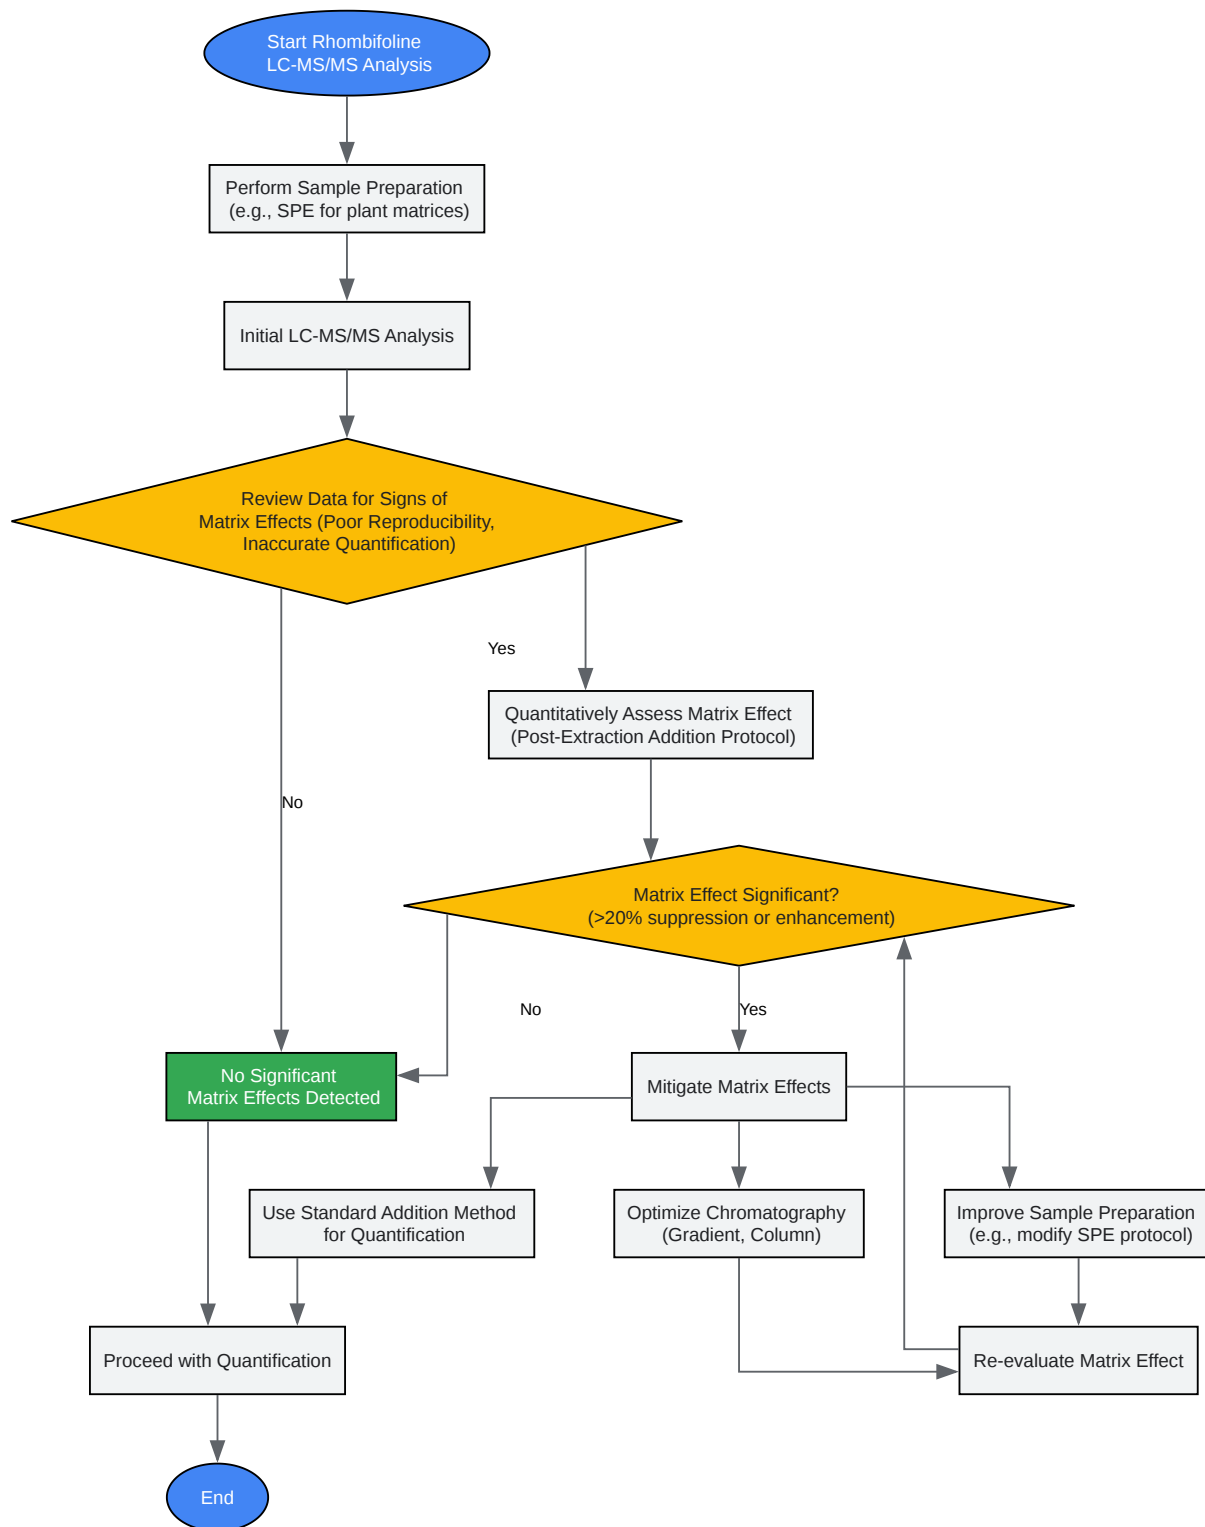 Start Rhombifoline
LC-MS/MS Analysis
Perform Sample Preparation
(e.g., SPE for plant matrices)
Initial LC-MS/MS Analysis
Review Data for Signs of
Matrix Effects (Poor Reproducibility,
Inaccurate Quantification)
Yes
Quantitatively Assess Matrix Effect
(Post-Extraction Addition Protocol)
No
Matrix Effect Significant?
(>20% suppression or enhancement)
No
Yes
No Significant
Matrix Effects Detected
Mitigate Matrix Effects
Use Standard Addition Method
for Quantification
Optimize Chromatography
(Gradient, Column)
Improve Sample Preparation
(e.g., modify SPE protocol)
Proceed with Quantification
Re-evaluate Matrix Effect
End